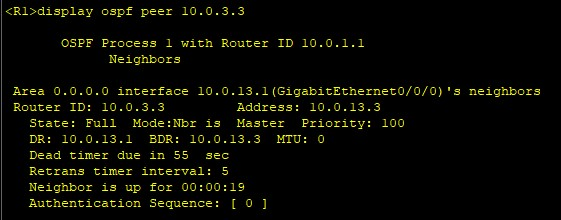 <R1>display ospf peer 10.0.3.3
OSPF Process 1 with Router ID 10.0.1.1
Neighbors
Area 0.0.0.0 interface 10.0.13.1(GigabitEthernet0/0/0)'s neighbors
Router ID: 10.0.3.3 Address: 10.0.13.3
State: Full Mode:Nbr is Master Priority: 100
DR: 10.0.13.1 BDR: 10.0.13.3 MTU: 0
Dead timer due in 55 sec
Retrans timer interval: 5
Neighbor is up for 00:00:19
Authentication Sequence: [ 0 ]